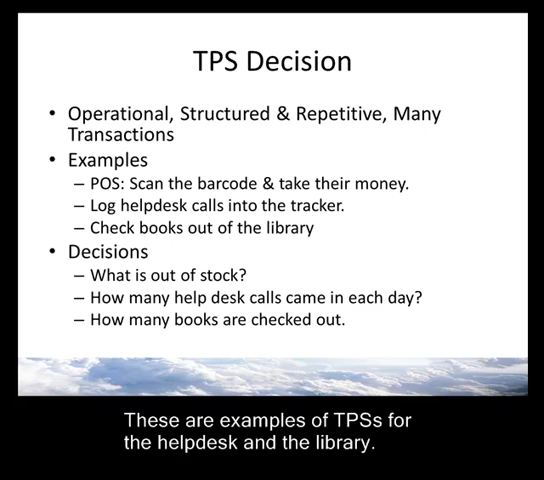 TPS Decision
• Operational, Structured & Repetitive, Many
Transactions
• Examples
– POS: Scan the barcode & take their money.
– Log helpdesk calls into the tracker.
– Check books out of the library
• Decisions
– What is out of stock?
– How many help desk calls came in each day?
– How many books are checked out.
These are examples of TPSs for
the helpdesk and the library.